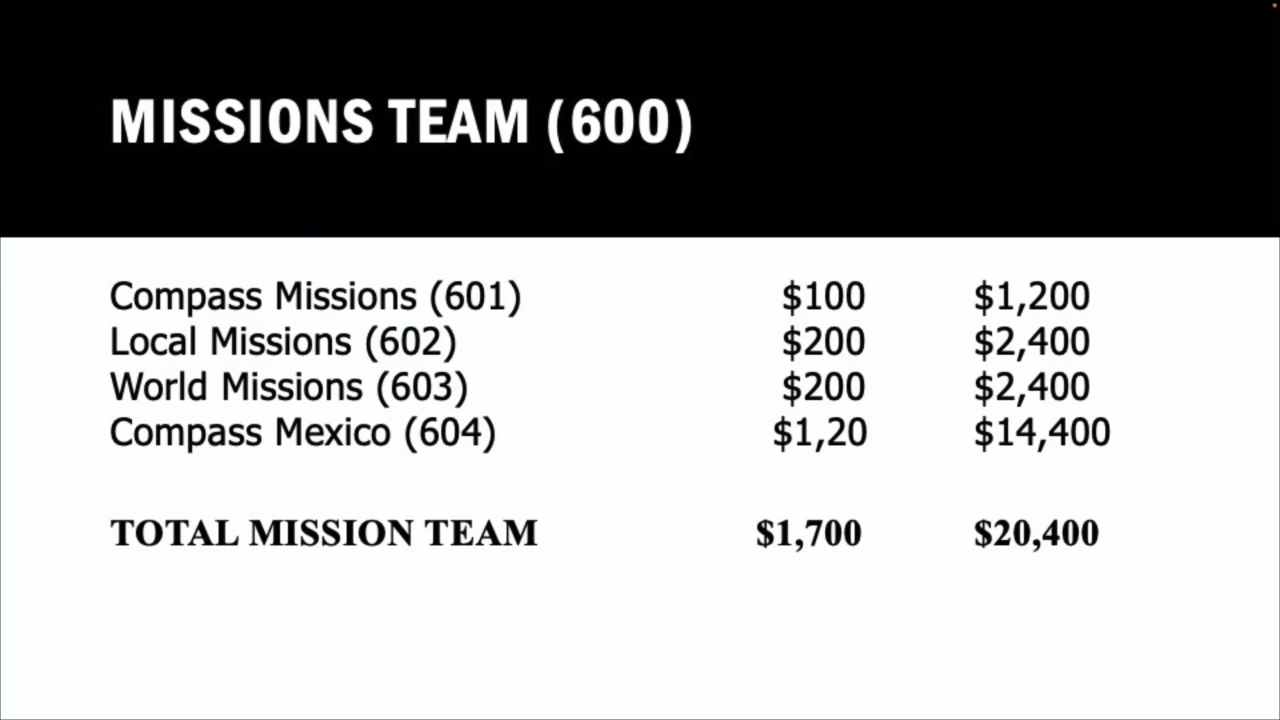 MISSIONS TEAM (600)
Compass Missions (601) $100 $1,200
Local Missions (602) $200 $2,400
World Missions (603) $200 $2,400
Compass Mexico (604) $1,20 $14,400
TOTAL MISSION TEAM $1,700 $20,400